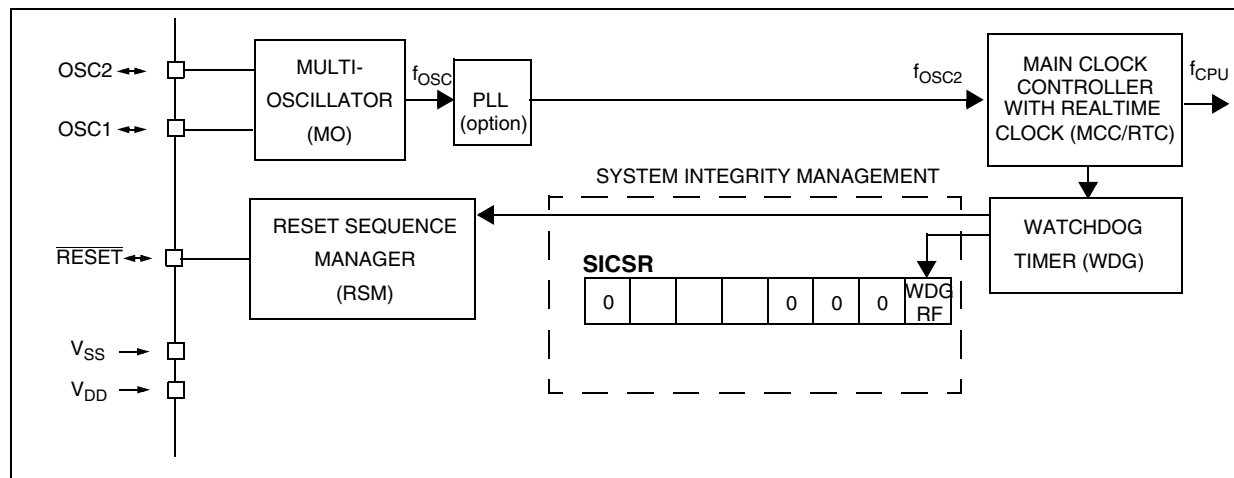 OSC2
OSC1
MULTI-
OSCILLATOR
(MO)
fOSC
PLL
(option)
fOSC2
MAIN CLOCK
CONTROLLER
WITH REALTIME
CLOCK (MCC/RTC)
fCPU
SYSTEM INTEGRITY MANAGEMENT
RESET
RESET SEQUENCE
MANAGER
(RSM)
WATCHDOG
TIMER (WDG)
SICSR
0 0 0 0 WDG
RF
VSS
VDD